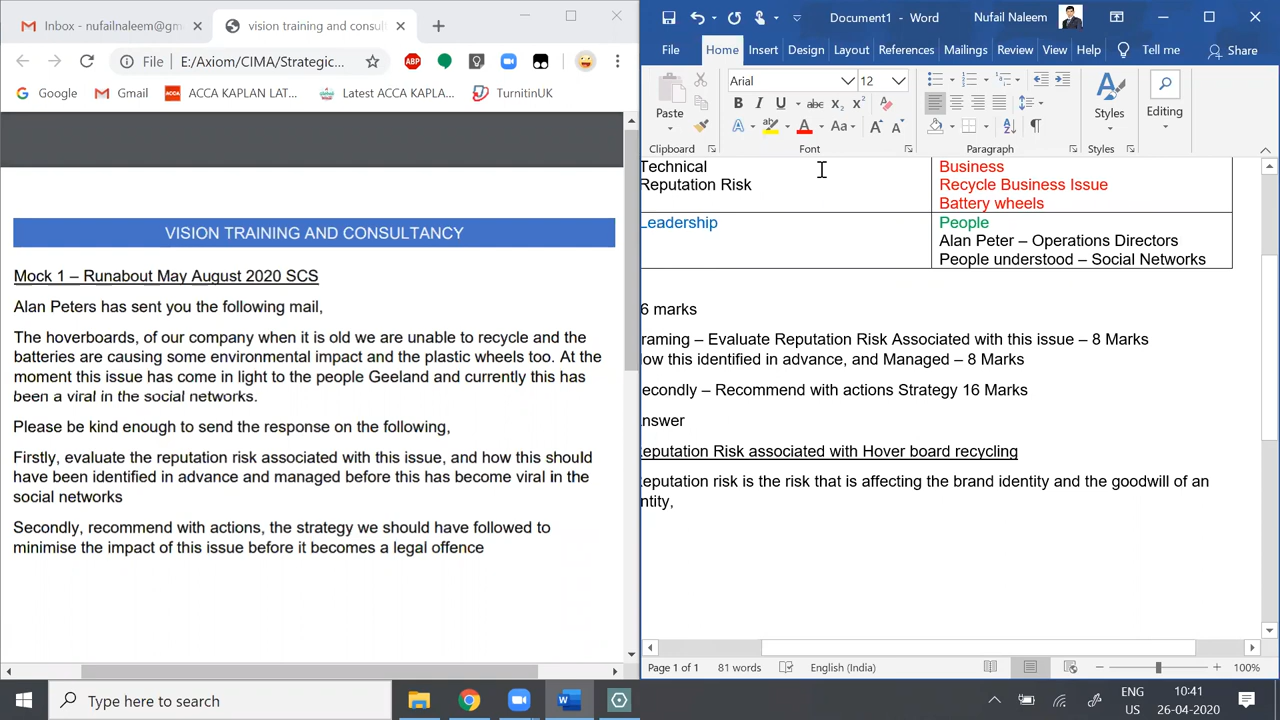 Inbox - nufailnaleem@gm
vision training and consult
Document1 - Word
Nufail Naleem
File
E:/Axiom/CIMA/Strategic...
ABP
File
Home
Insert
Design
Layout
References
Mailings
Review
View
Help
Tell me
Share
Google
Gmail
ACCA KAPLAN LAT...
Latest ACCA KAPLA...
TurnitinUK
Paste
Clipboard
Arial
12
Font
Paragraph
Styles
Styles
Editing
VISION TRAINING AND CONSULTANCY
Mock 1 – Runabout May August 2020 SCS
Alan Peters has sent you the following mail,
The hoverboards, of our company when it is old we are unable to recycle and the
batteries are causing some environmental impact and the plastic wheels too. At the
moment this issue has come in light to the people Geeland and currently this has
been a viral in the social networks.
Please be kind enough to send the response on the following,
Firstly, evaluate the reputation risk associated with this issue, and how this should
have been identified in advance and managed before this has become viral in the
social networks
Secondly, recommend with actions, the strategy we should have followed to
minimise the impact of this issue before it becomes a legal offence
Technical
Reputation Risk
Business
Recycle Business Issue
Battery wheels
Leadership
People
Alan Peter – Operations Directors
People understood – Social Networks
6 marks
raming – Evaluate Reputation Risk Associated with this issue – 8 Marks
ow this identified in advance, and Managed – 8 Marks
econdly – Recommend with actions Strategy 16 Marks
nswer
eputation Risk associated with Hover board recycling
eputation risk is the risk that is affecting the brand identity and the goodwill of an
ntity,
Page 1 of 1
81 words
English (India)
100%
Type here to search
ENG
US
10:41
26-04-2020